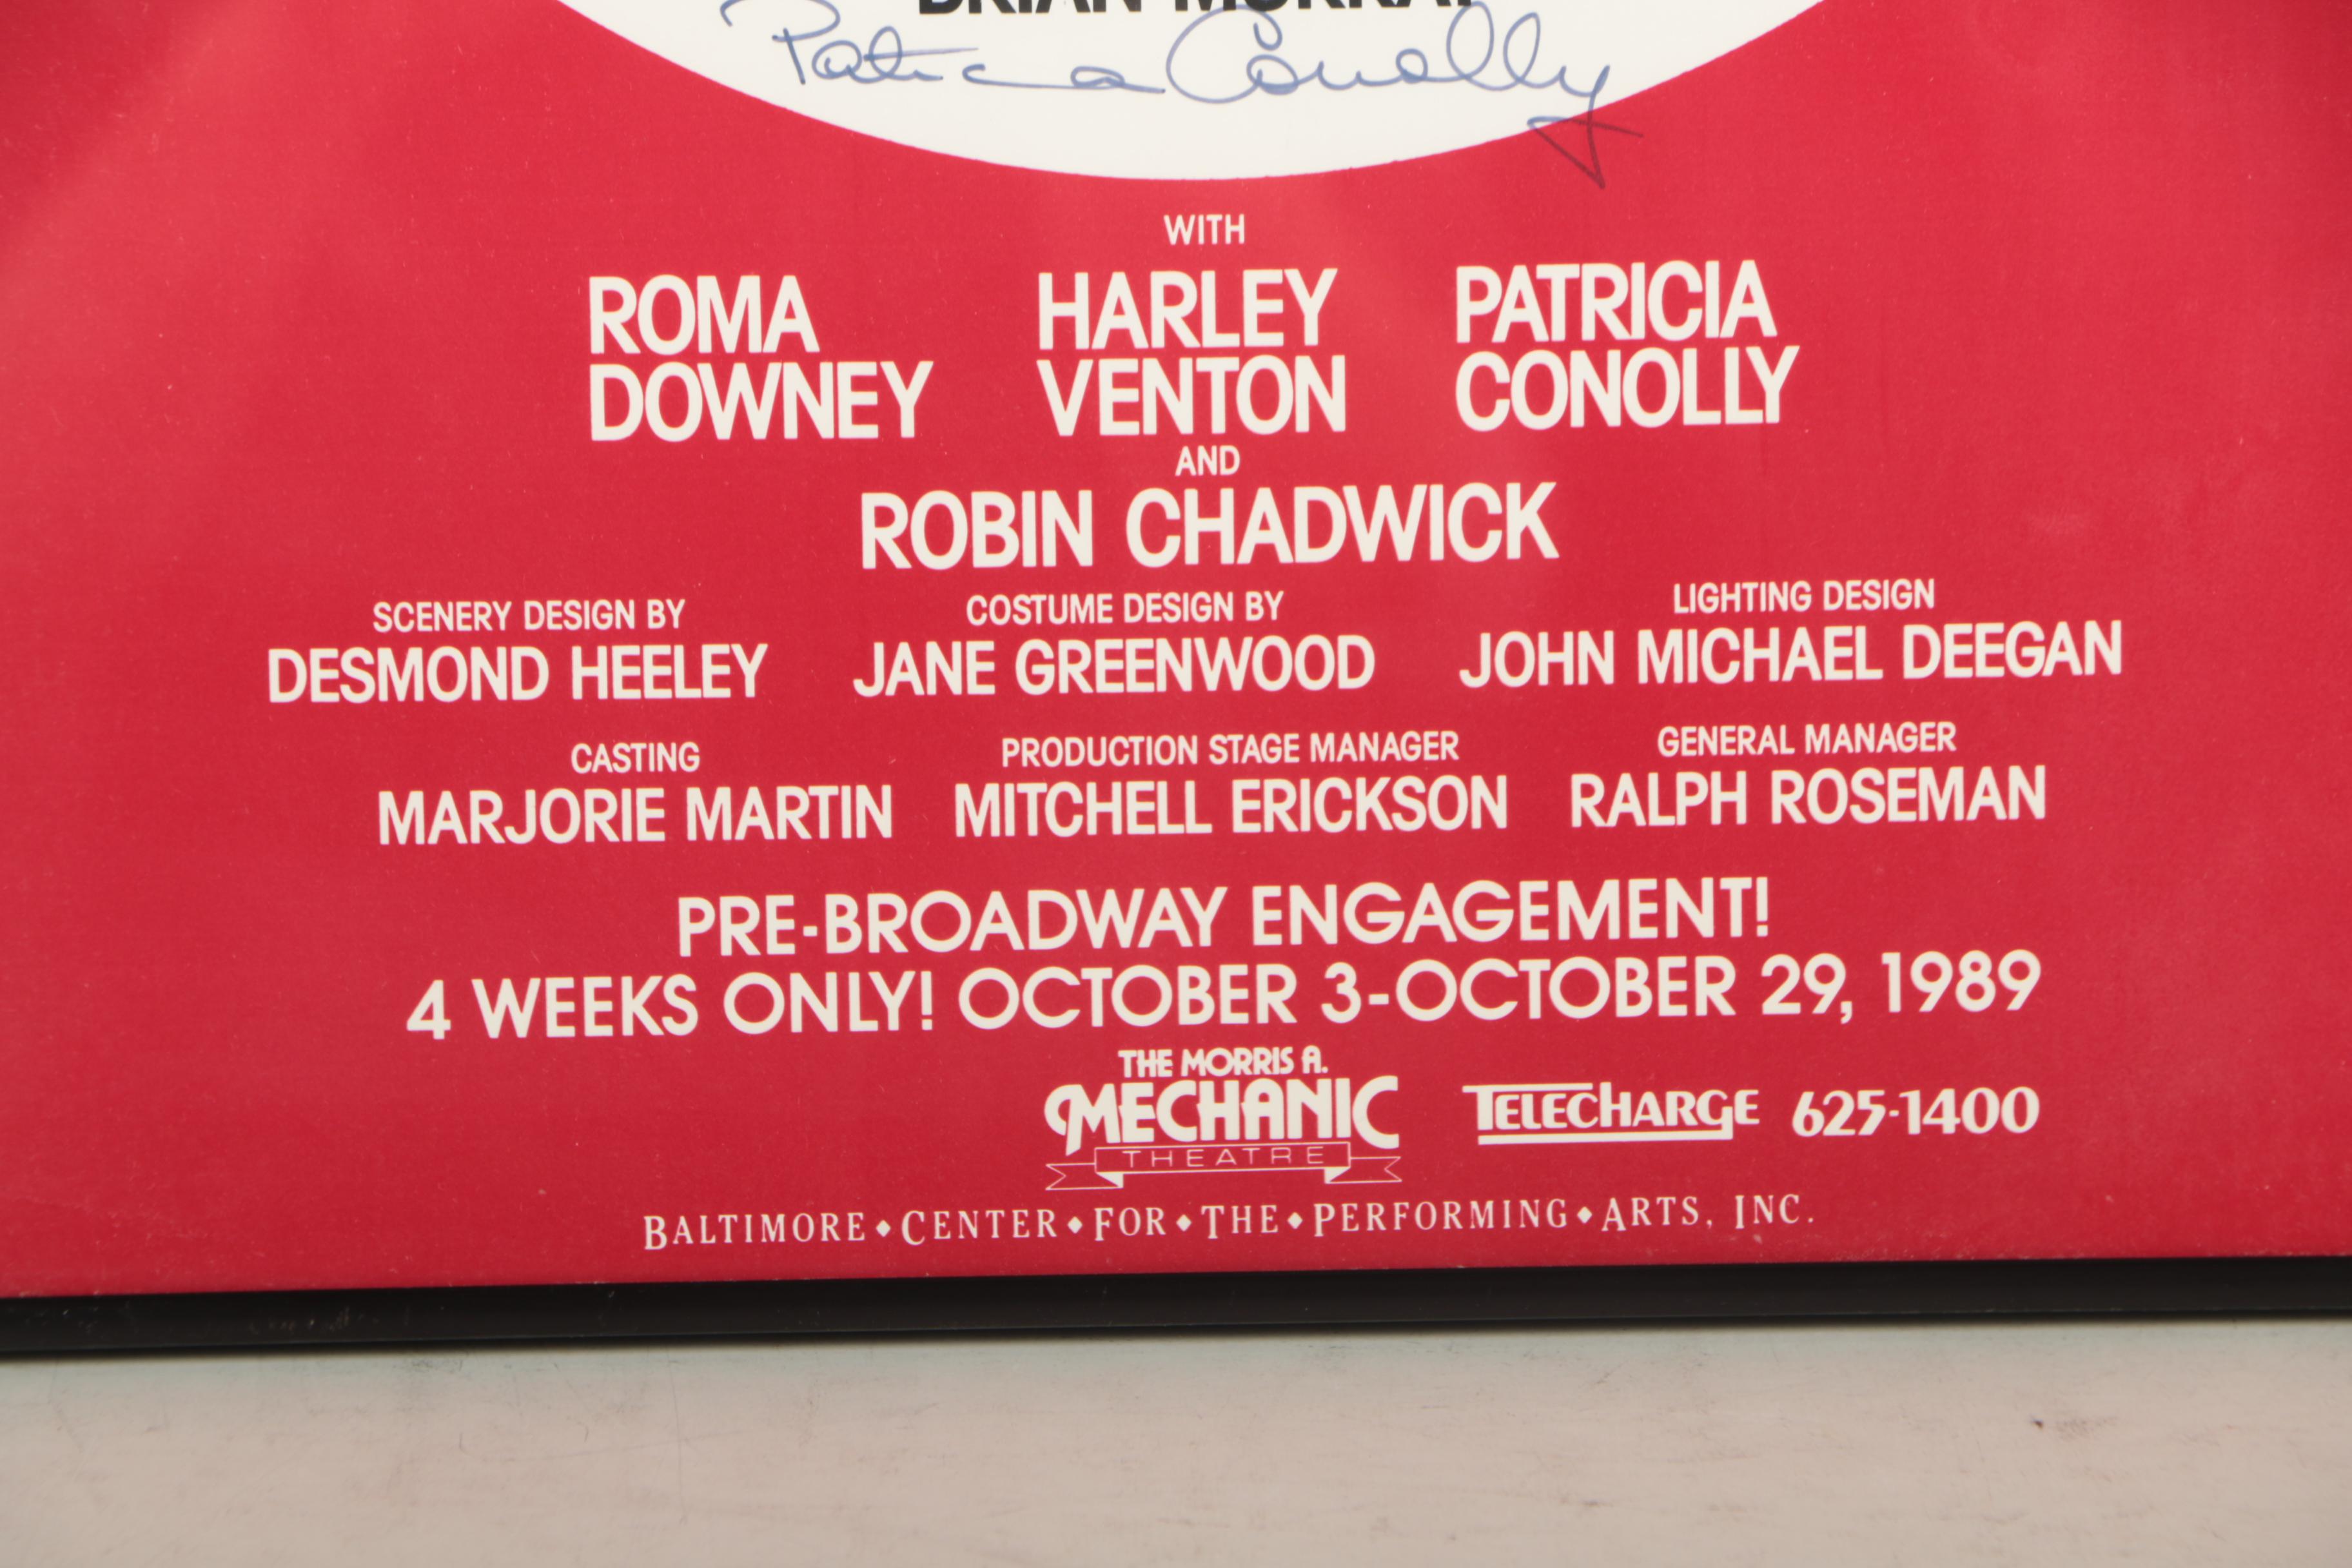 BRIAN MURRAY
Patricia Conolly
WITH
ROMA DOWNEY
HARLEY VENTON
PATRICIA CONOLLY
AND
ROBIN CHADWICK
SCENERY DESIGN BY
DESMOND HEELEY
COSTUME DESIGN BY
JANE GREENWOOD
LIGHTING DESIGN
JOHN MICHAEL DEEGAN
CASTING
MARJORIE MARTIN
PRODUCTION STAGE MANAGER
MITCHELL ERICKSON
GENERAL MANAGER
RALPH ROSEMAN
PRE-BROADWAY ENGAGEMENT!
4 WEEKS ONLY! OCTOBER 3-OCTOBER 29, 1989
THE MORRIS A.
MECHANIC
THEATRE
TELECHARGE 625-1400
BALTIMORE◆CENTER◆FOR◆THE◆PERFORMING◆ARTS, INC.